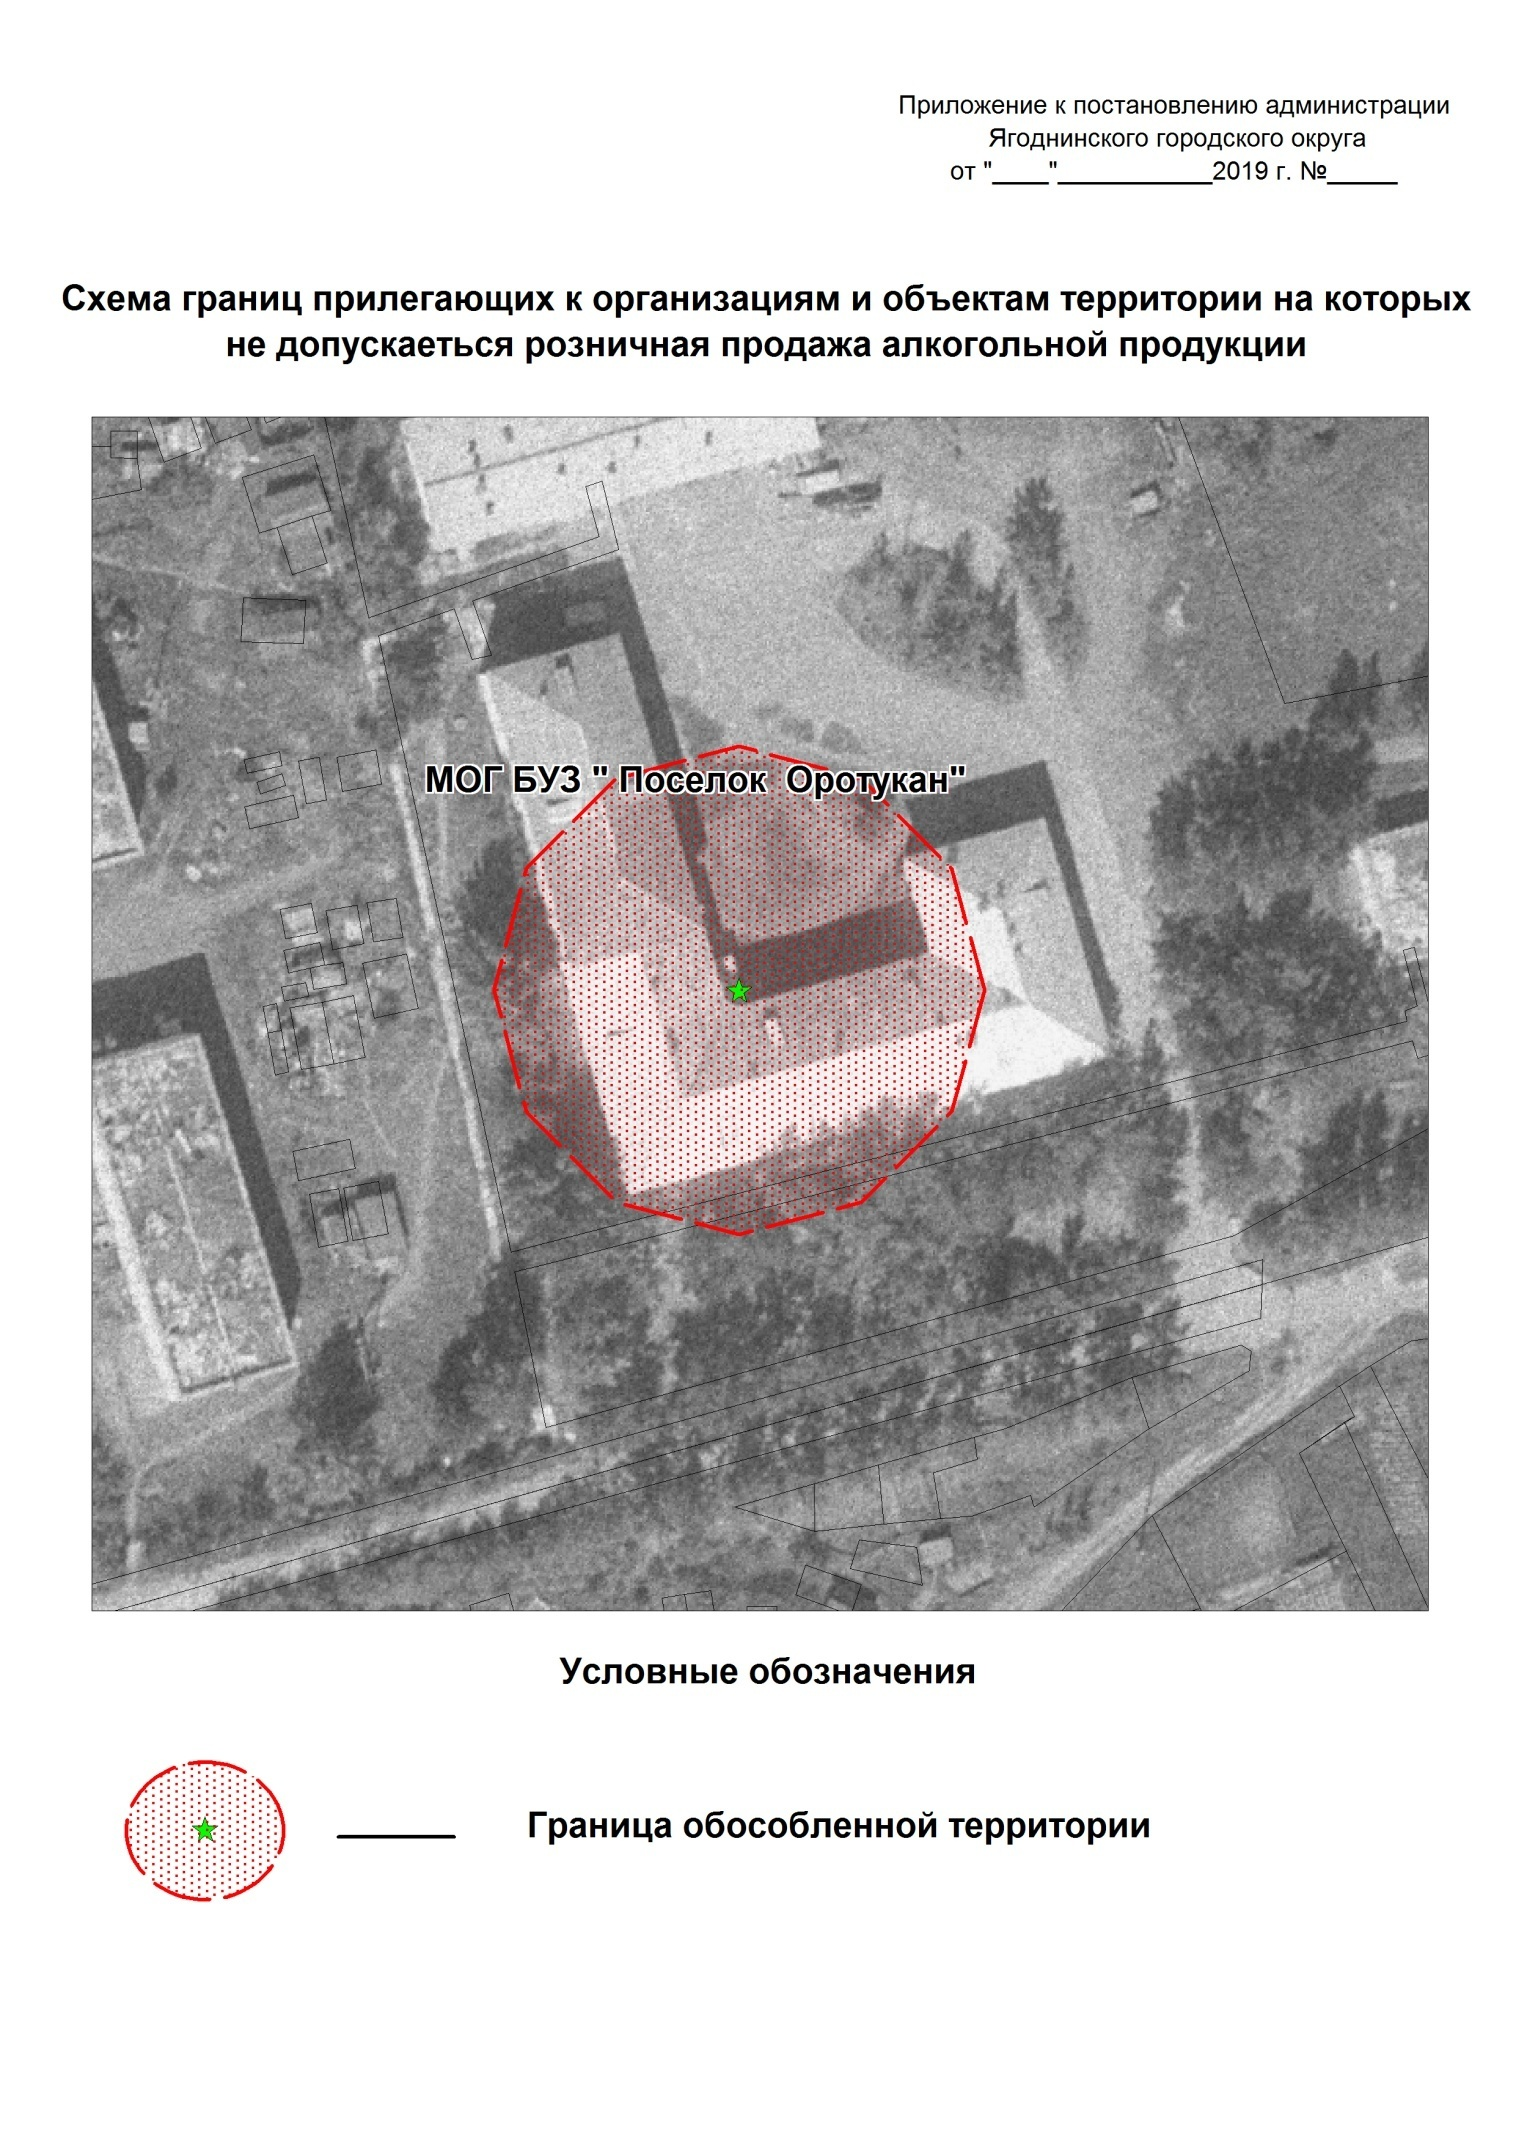 Приложение к постановлению администрации
Ягоднинского городского округа
от "____"___________2019 г. №_____
Схема границ прилегающих к организациям и объектам территории на которых
не допускаеться розничная продажа алкогольной продукции
МОГ БУЗ " Поселок Оротукан"
Условные обозначения
Граница обособленной территории